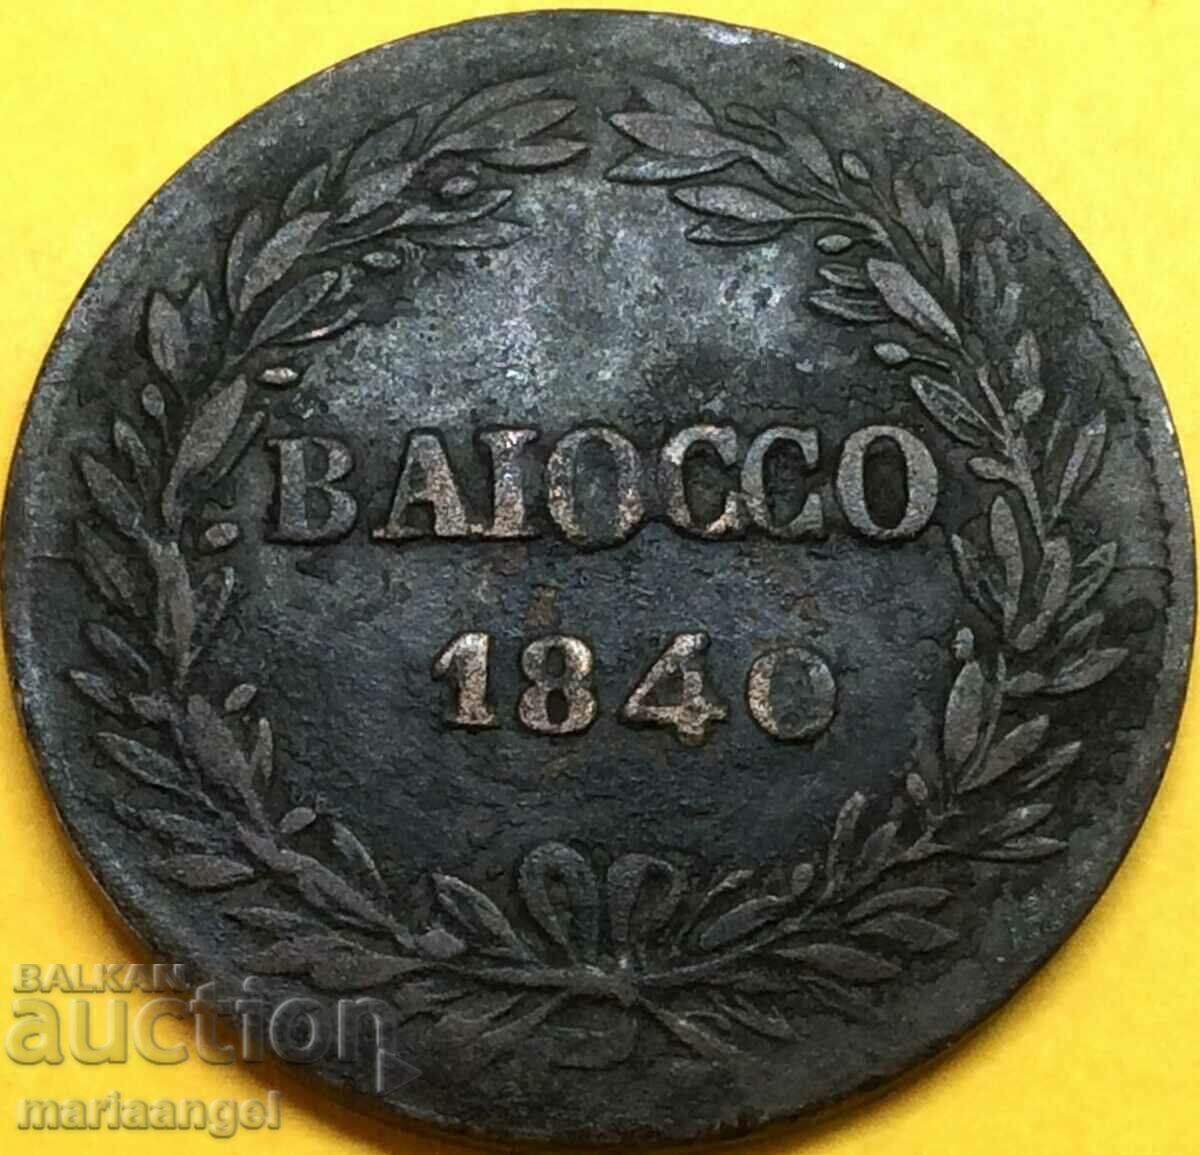 BAIOCCO
1840
BALKAN
auction
mariaangel